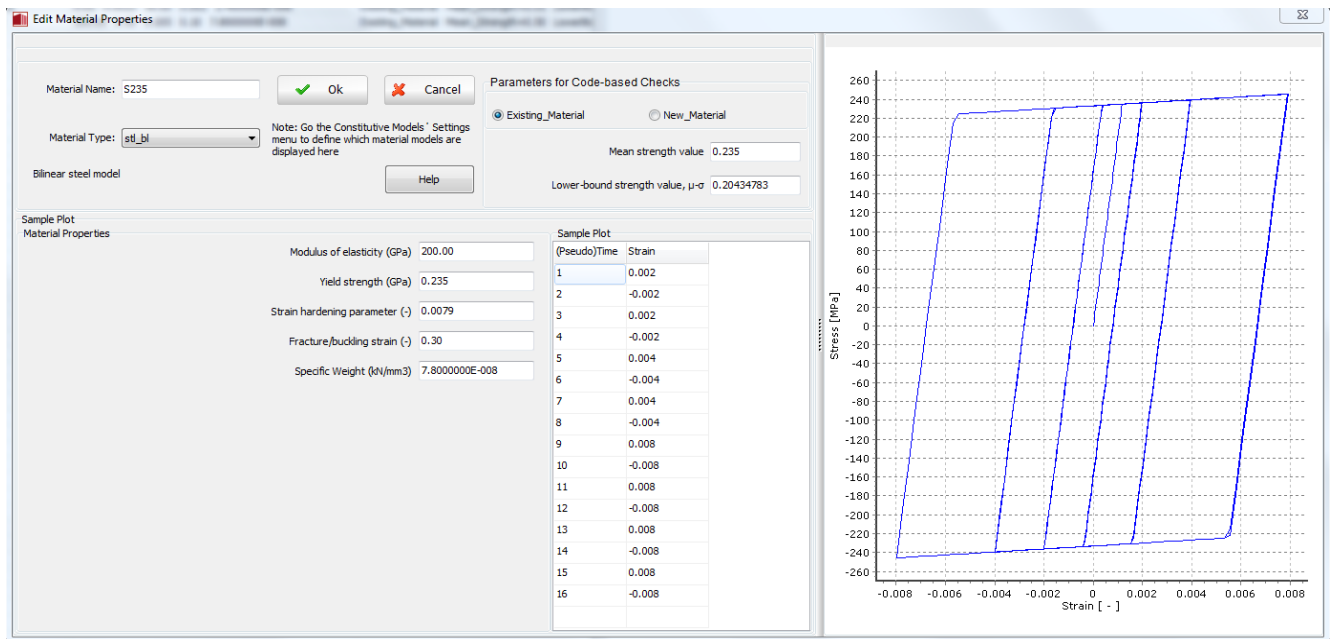 Edit Material Properties
Material Name: S235
Ok
Cancel
Material Type: stl_bl
Note: Go the Constitutive Models´ Settings
menu to define which material models are
displayed here
Bilinear steel model
Help
Parameters for Code-based Checks
Existing_Material
New_Material
Mean strength value 0.235
Lower-bound strength value, μ-σ 0.20434783
Sample Plot
Material Properties
Modulus of elasticity (GPa) 200.00
Yield strength (GPa) 0.235
Strain hardening parameter (-) 0.0079
Fracture/buckling strain (-) 0.30
Specific Weight (kN/mm3) 7.8000000E-008
Sample Plot
(Pseudo)Time Strain
1 0.002
2 -0.002
3 0.002
4 -0.002
5 0.004
6 -0.004
7 0.004
8 -0.004
9 0.008
10 -0.008
11 0.008
12 -0.008
13 0.008
14 -0.008
15 0.008
16 -0.008
Stress [MPa]
260
240
220
200
180
160
140
120
100
80
60
40
20
0
-20
-40
-60
-80
-100
-120
-140
-160
-180
-200
-220
-240
-260
-0.008 -0.006 -0.004 -0.002 0 0.002 0.004 0.006 0.008
Strain [ - ]